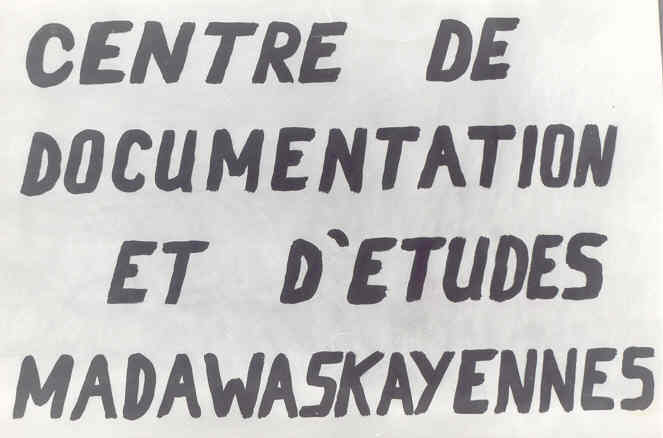 CENTRE DE
DOCUMENTATION
ET D'ETUDES
MADAWASKAYENNES